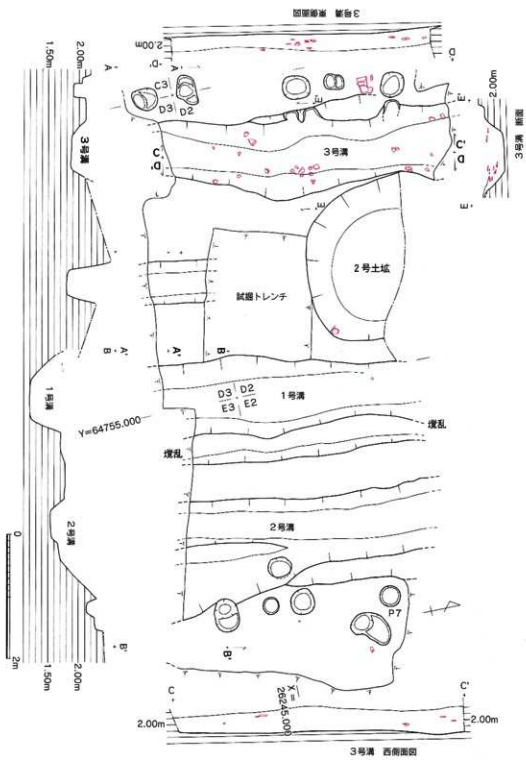 3号溝 東側面図
2.00m
D
D'
1.50m
2.00m
A
A
C3
D3 D2
E
E
2.00m
3号溝 断面
3号溝
C
D'
3号溝
C'
D
E'
E'
2号土拡
試掘トレンチ
A'
B
A'
B
D3 D2
E3 E2
1号溝
1号溝
Y=64755.000
撹乱
撹乱
2号溝
2号溝
0
2m
P7
B'
B'
1.50m
2.00m
X=
26245.000
C
C'
2.00m
2.00m
3号溝 西側面図